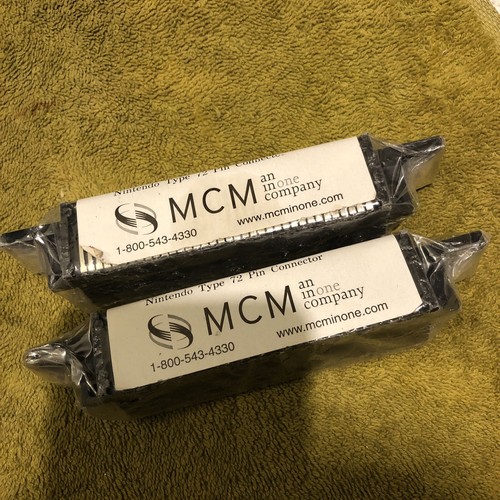 Nintendo Type 72 Pin Connector
MCM an inone company
www.mcminone.com
1-800-543-4330
Nintendo Type 72 Pin Connector
MCM an inone company
www.mcminone.com
1-800-543-4330